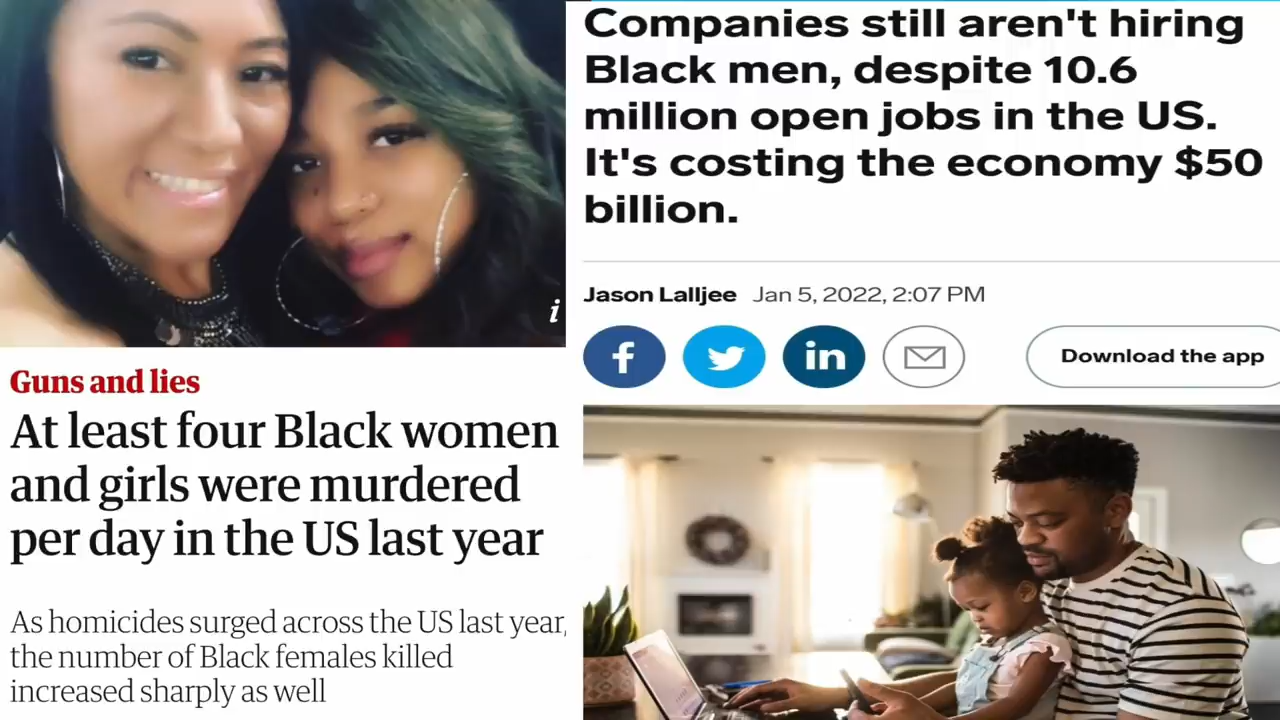 i
Guns and lies
At least four Black women
and girls were murdered
per day in the US last year
As homicides surged across the US last year,
the number of Black females killed
increased sharply as well
Companies still aren't hiring
Black men, despite 10.6
million open jobs in the US.
It's costing the economy $50
billion.
Jason Lalljee Jan 5, 2022, 2:07 PM
f in Download the app